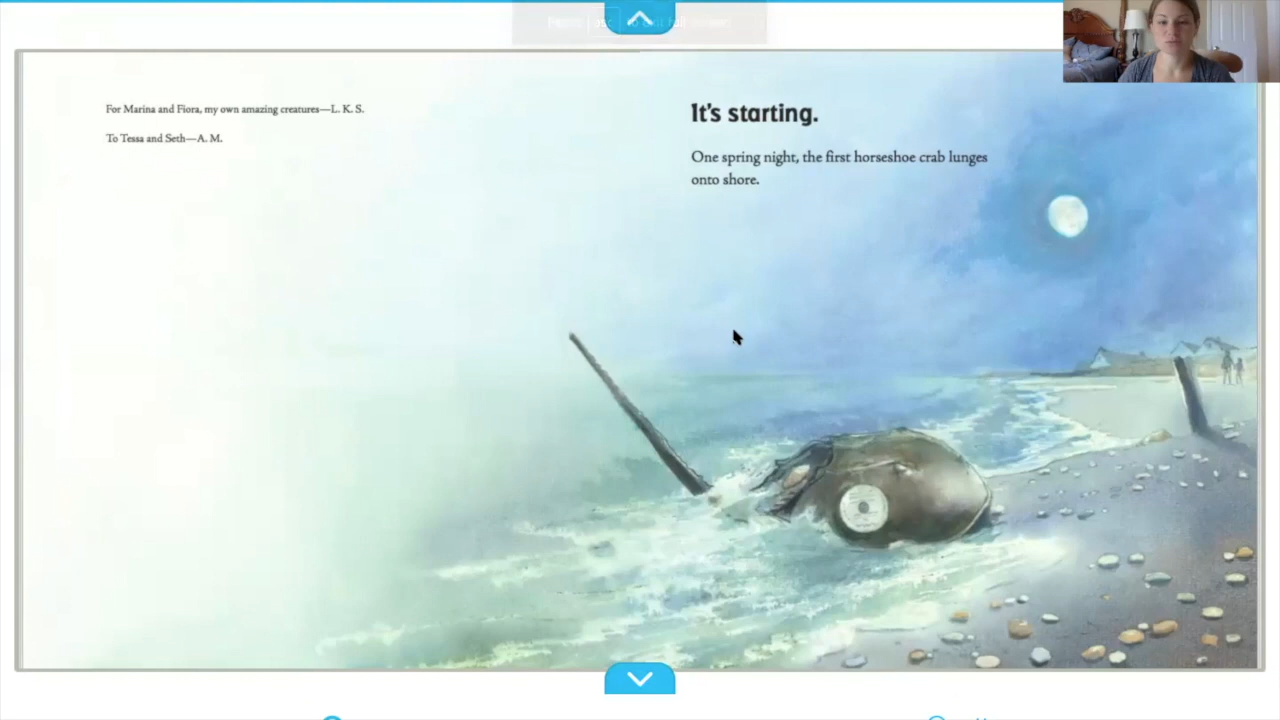 For Marina and Fiora, my own amazing creatures—L. K. S.
To Tessa and Seth—A. M.
It's starting.
One spring night, the first horseshoe crab lunges
onto shore.